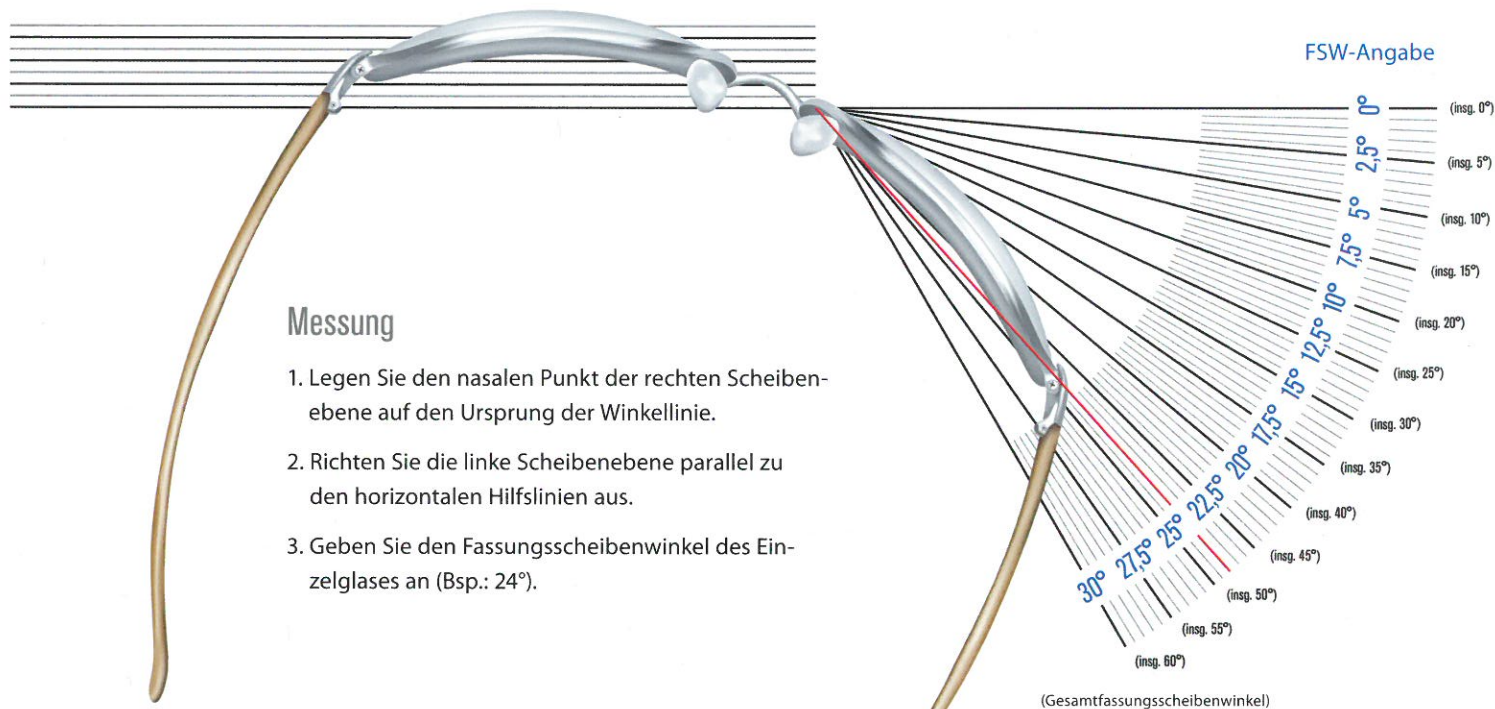 FSW-Angabe
0° (insg. 0°)
2,5° (insg. 5°)
5° (insg. 10°)
7,5° (insg. 15°)
10° (insg. 20°)
12,5° (insg. 25°)
15° (insg. 30°)
17,5° (insg. 35°)
20° (insg. 40°)
22,5° (insg. 45°)
25° (insg. 50°)
27,5° (insg. 55°)
30° (insg. 60°)
(Gesamtfassungsscheibenwinkel)
Messung
1. Legen Sie den nasalen Punkt der rechten Scheiben-
ebene auf den Ursprung der Winkellinie.
2. Richten Sie die linke Scheibenebene parallel zu
den horizontalen Hilfslinien aus.
3. Geben Sie den Fassungsscheibenwinkel des Ein-
zelglases an (Bsp.: 24°).